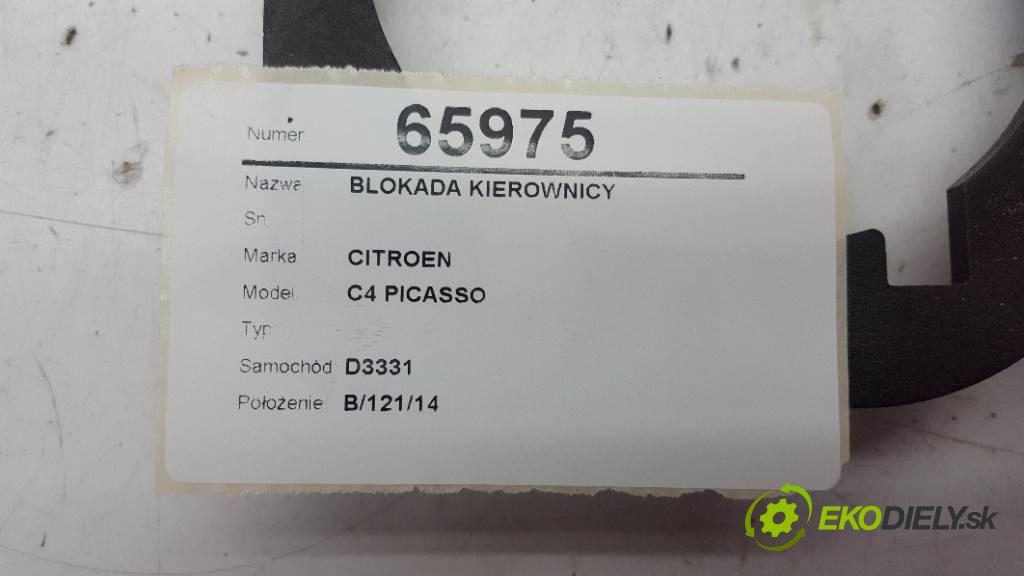 Numer 65975
Nazwa BLOKADA KIEROWNICY
Sn
Marka CITROEN
Model C4 PICASSO
Typ
Samochód D3331
Położenie B/121/14
EKODIELY.sk